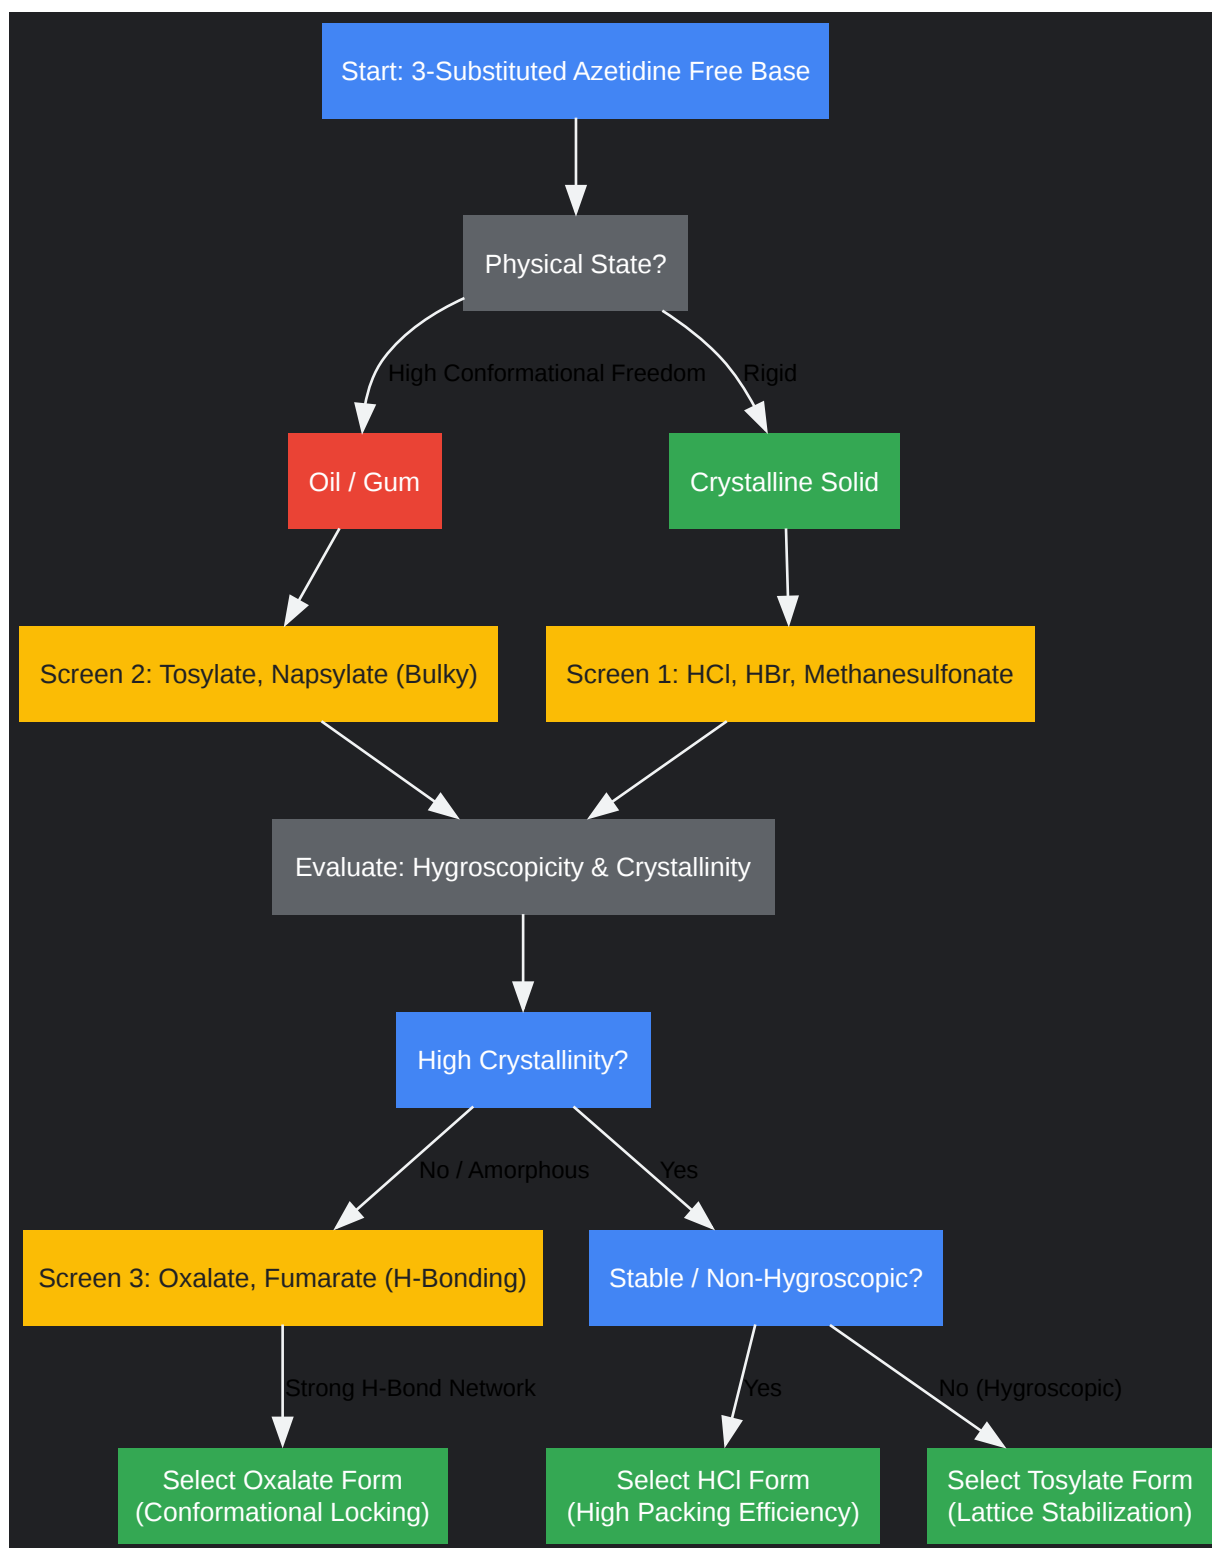 Start: 3-Substituted Azetidine Free Base
Physical State?
High Conformational Freedom
Rigid
Oil / Gum
Crystalline Solid
Screen 2: Tosylate, Napsylate (Bulky)
Screen 1: HCl, HBr, Methanesulfonate
Evaluate: Hygroscopicity & Crystallinity
High Crystallinity?
No / Amorphous
Yes
Screen 3: Oxalate, Fumarate (H-Bonding)
Stable / Non-Hygroscopic?
Strong H-Bond Network
Yes
No (Hygroscopic)
Select Oxalate Form
(Conformational Locking)
Select HCl Form
(High Packing Efficiency)
Select Tosylate Form
(Lattice Stabilization)